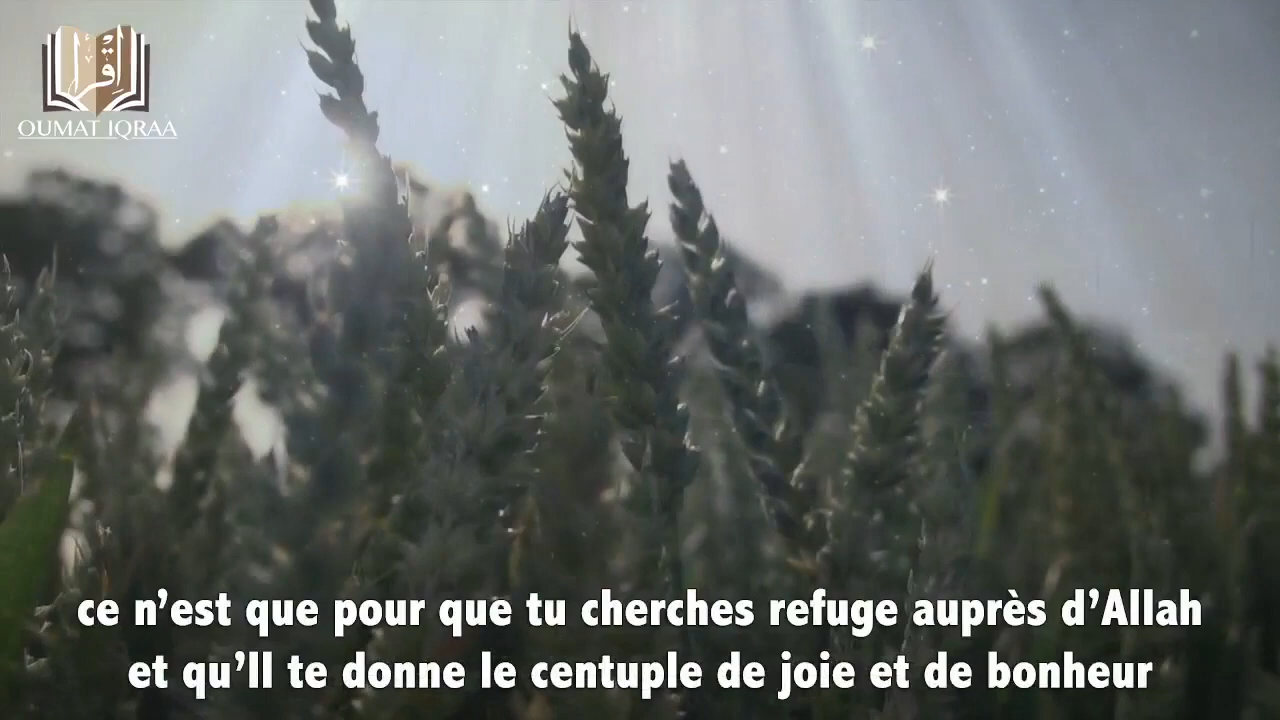 اقرأ
OUMAT IQRAA
ce n’est que pour que tu cherches refuge auprès d’Allah
et qu’Il te donne le centuple de joie et de bonheur